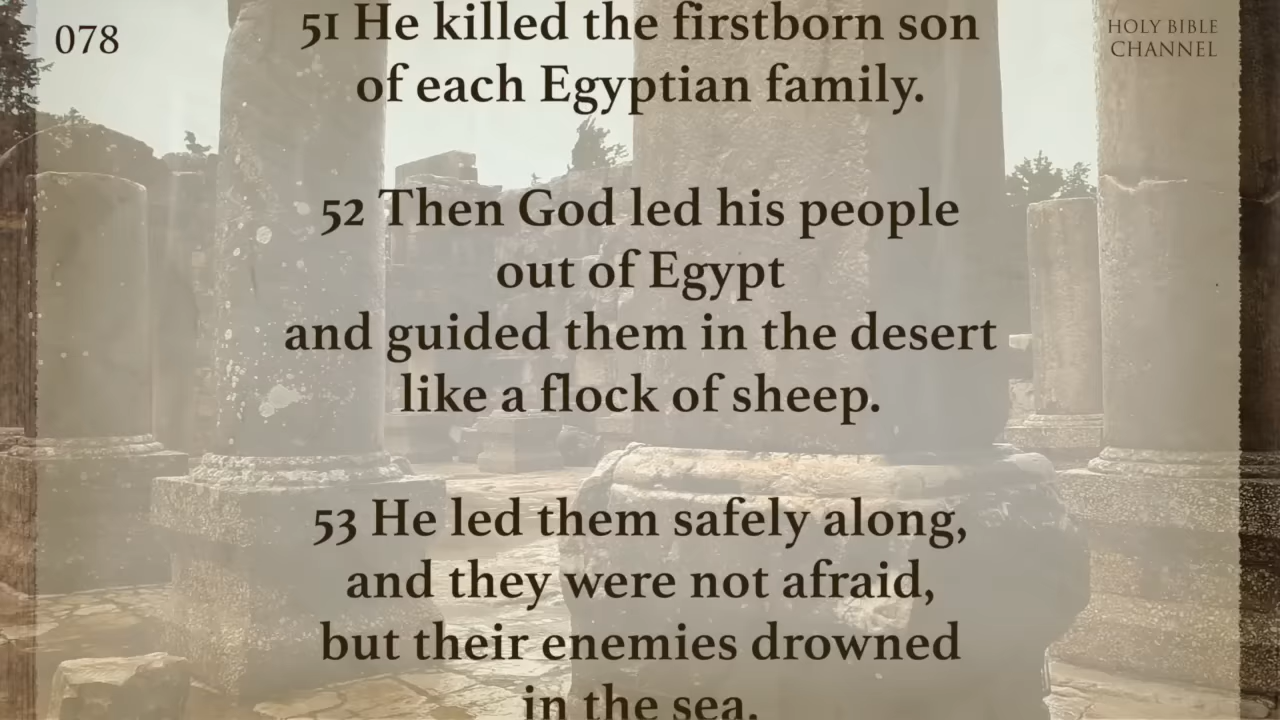 078
HOLY BIBLE
CHANNEL
51 He killed the firstborn son
of each Egyptian family.
52 Then God led his people
out of Egypt
and guided them in the desert
like a flock of sheep.
53 He led them safely along,
and they were not afraid,
but their enemies drowned
in the sea.